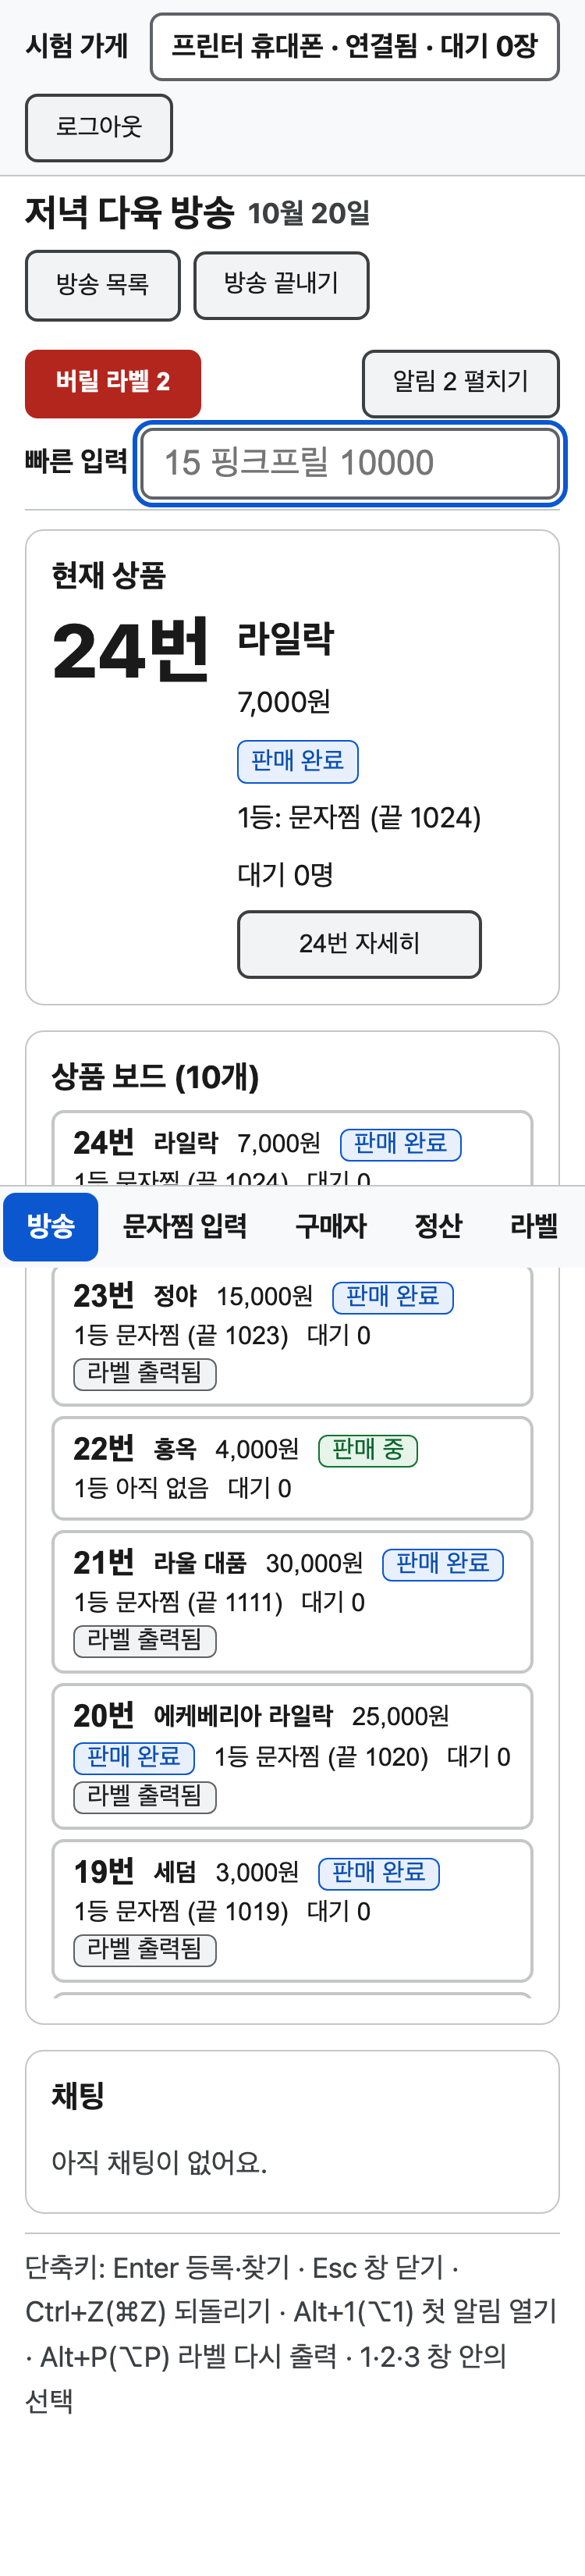 시험 가게
프린터 휴대폰 · 연결됨 · 대기 0장
로그아웃
저녁 다육 방송 10월 20일
방송 목록
방송 끝내기
버릴 라벨 2
알림 2 펼치기
빠른 입력
15 핑크프릴 10000
현재 상품
24번
라일락
7,000원
판매 완료
1등: 문자찜 (끝 1024)
대기 0명
24번 자세히
상품 보드 (10개)
24번 라일락 7,000원 판매 완료
1등 문자찜 (끝 1024) 대기 0
방송 문자찜 입력 구매자 정산 라벨
23번 정야 15,000원 판매 완료
1등 문자찜 (끝 1023) 대기 0
라벨 출력됨
22번 홍옥 4,000원 판매 중
1등 아직 없음 대기 0
21번 라울 대품 30,000원 판매 완료
1등 문자찜 (끝 1111) 대기 0
라벨 출력됨
20번 에케베리아 라일락 25,000원
판매 완료 1등 문자찜 (끝 1020) 대기 0
라벨 출력됨
19번 세덤 3,000원 판매 완료
1등 문자찜 (끝 1019) 대기 0
라벨 출력됨
채팅
아직 채팅이 없어요.
단축키: Enter 등록·찾기 · Esc 창 닫기 ·
Ctrl+Z(⌘Z) 되돌리기 · Alt+1(⌥1) 첫 알림 열기
· Alt+P(⌥P) 라벨 다시 출력 · 1·2·3 창 안의
선택